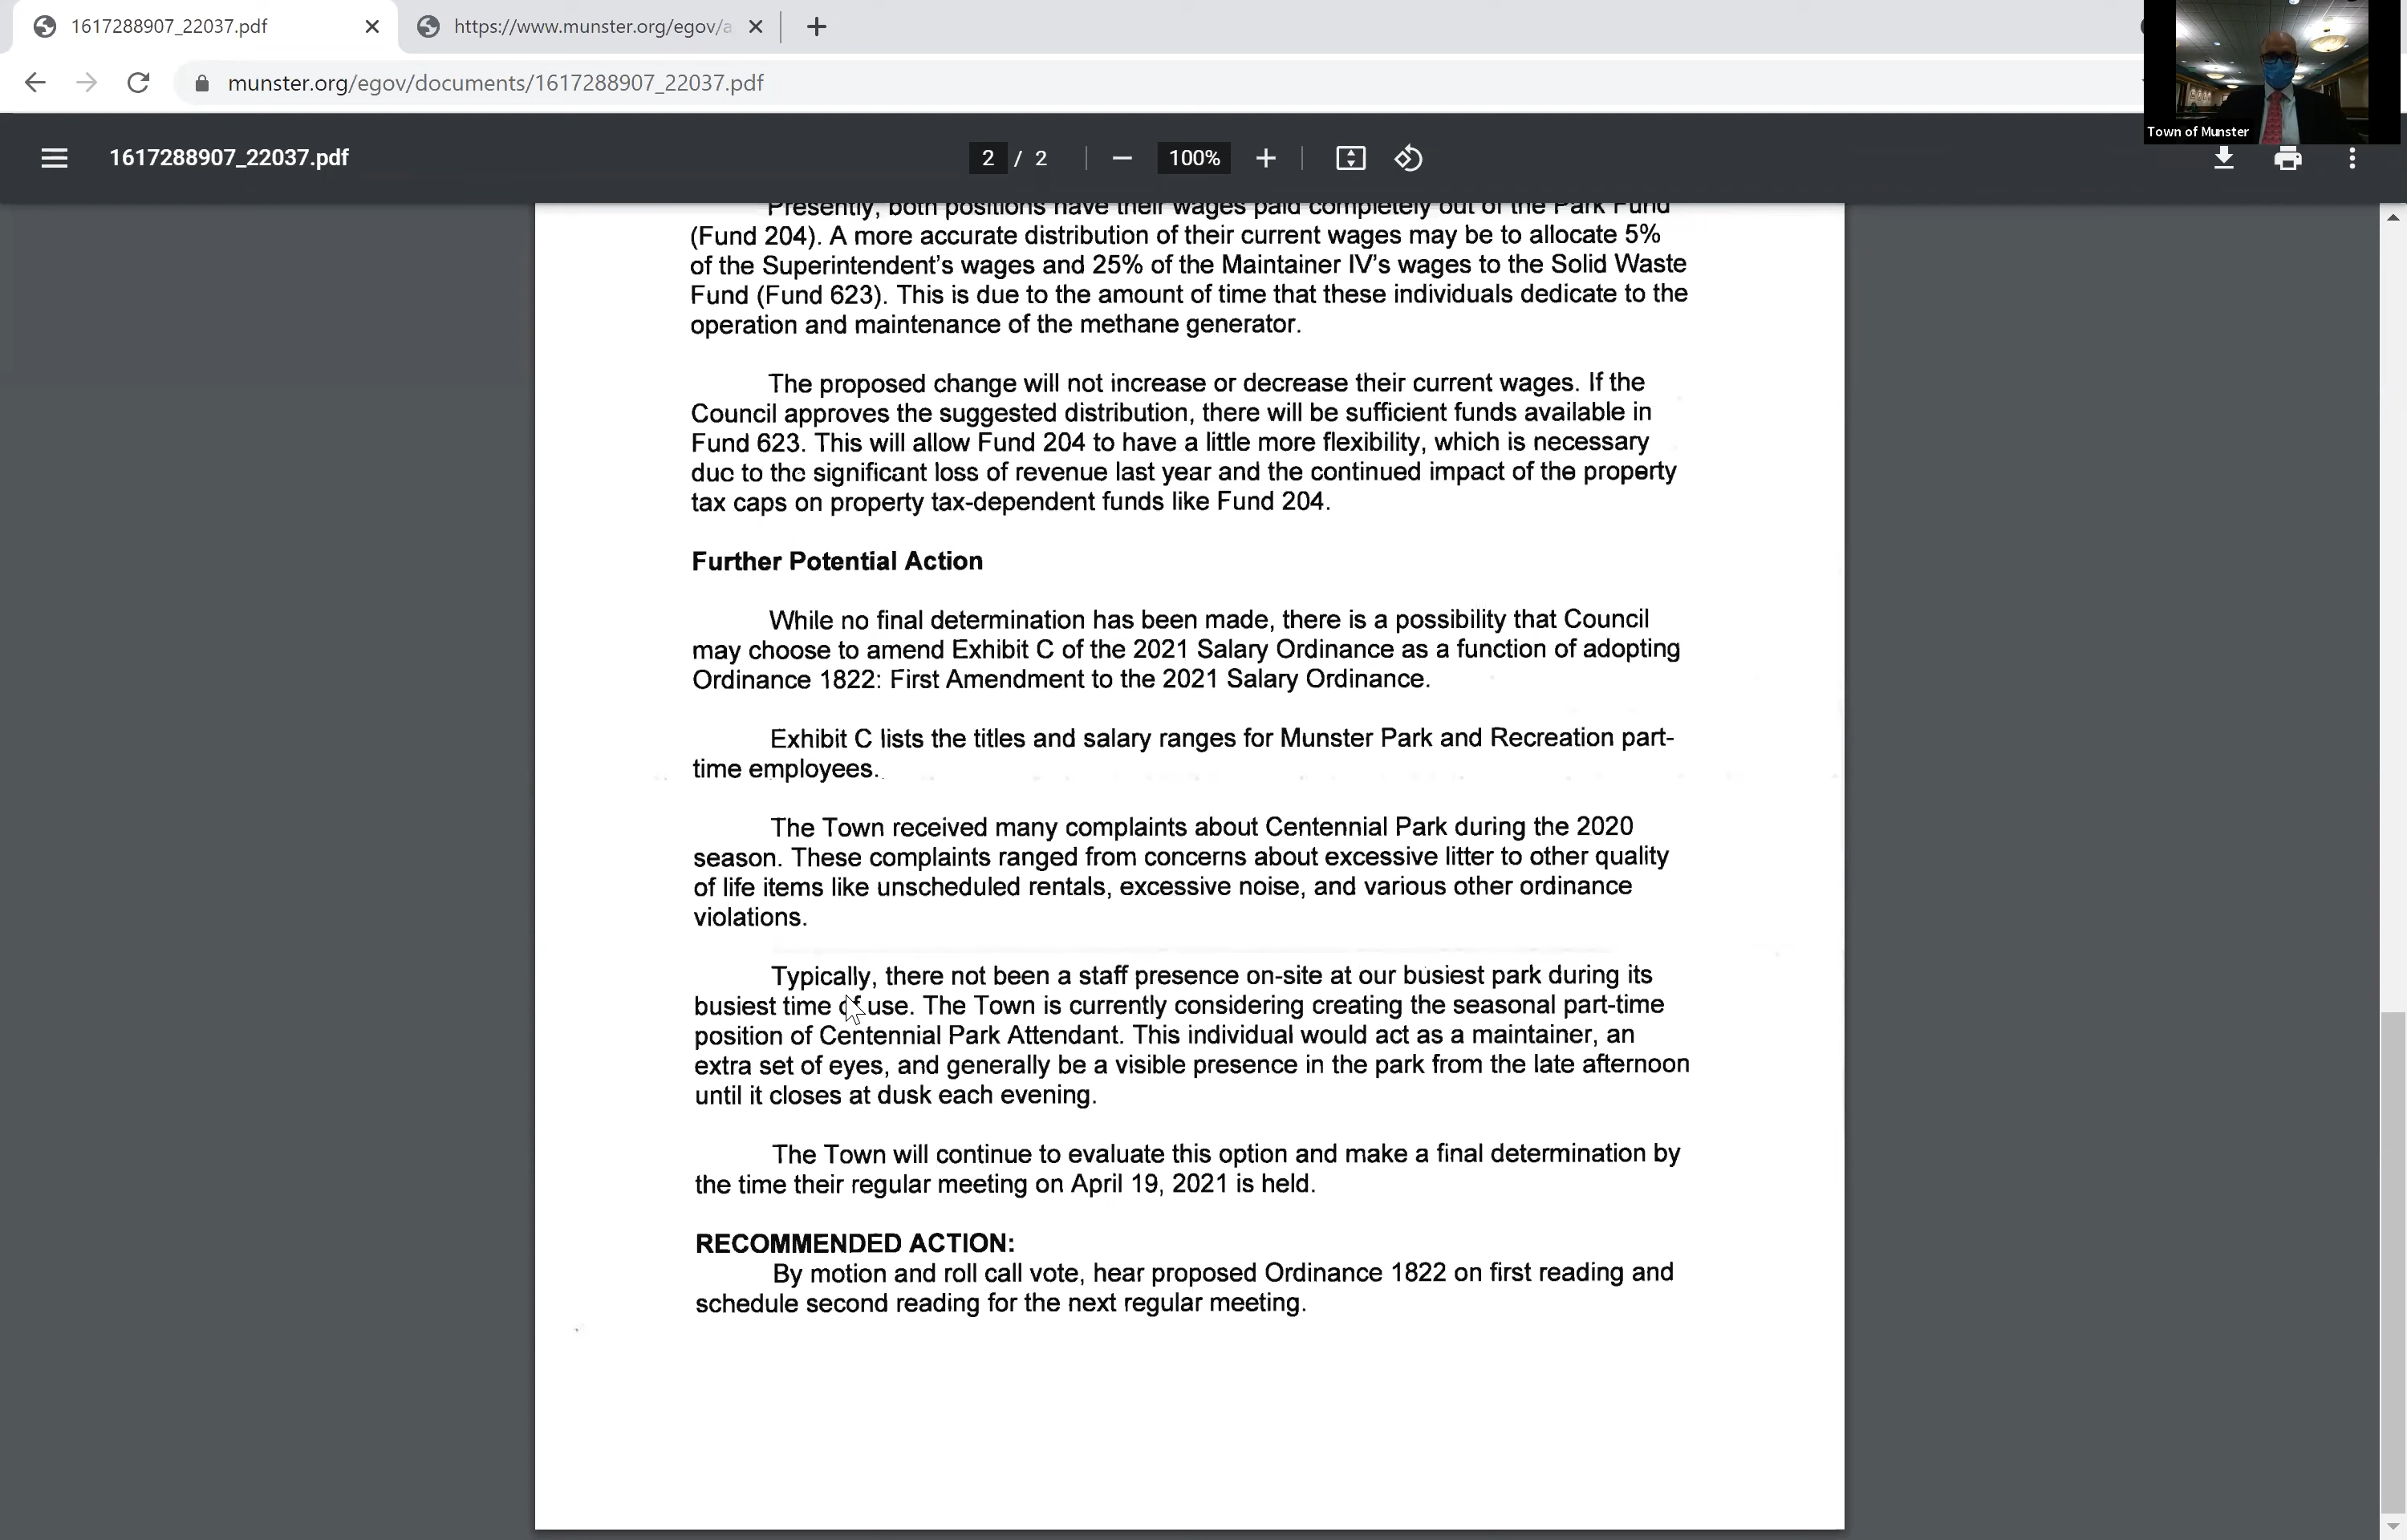 1617288907_22037.pdf
https://www.munster.org/egov/a
munster.org/egov/documents/1617288907_22037.pdf
Town of Munster
1617288907_22037.pdf
2 / 2
100%
Presently, both positions have their wages paid completely out of the Park Fund
(Fund 204). A more accurate distribution of their current wages may be to allocate 5%
of the Superintendent's wages and 25% of the Maintainer IV's wages to the Solid Waste
Fund (Fund 623). This is due to the amount of time that these individuals dedicate to the
operation and maintenance of the methane generator.
The proposed change will not increase or decrease their current wages. If the
Council approves the suggested distribution, there will be sufficient funds available in
Fund 623. This will allow Fund 204 to have a little more flexibility, which is necessary
due to the significant loss of revenue last year and the continued impact of the property
tax caps on property tax-dependent funds like Fund 204.
Further Potential Action
While no final determination has been made, there is a possibility that Council
may choose to amend Exhibit C of the 2021 Salary Ordinance as a function of adopting
Ordinance 1822: First Amendment to the 2021 Salary Ordinance.
Exhibit C lists the titles and salary ranges for Munster Park and Recreation part-
time employees.
The Town received many complaints about Centennial Park during the 2020
season. These complaints ranged from concerns about excessive litter to other quality
of life items like unscheduled rentals, excessive noise, and various other ordinance
violations.
Typically, there not been a staff presence on-site at our busiest park during its
busiest time of use. The Town is currently considering creating the seasonal part-time
position of Centennial Park Attendant. This individual would act as a maintainer, an
extra set of eyes, and generally be a visible presence in the park from the late afternoon
until it closes at dusk each evening.
The Town will continue to evaluate this option and make a final determination by
the time their regular meeting on April 19, 2021 is held.
RECOMMENDED ACTION:
By motion and roll call vote, hear proposed Ordinance 1822 on first reading and
schedule second reading for the next regular meeting.